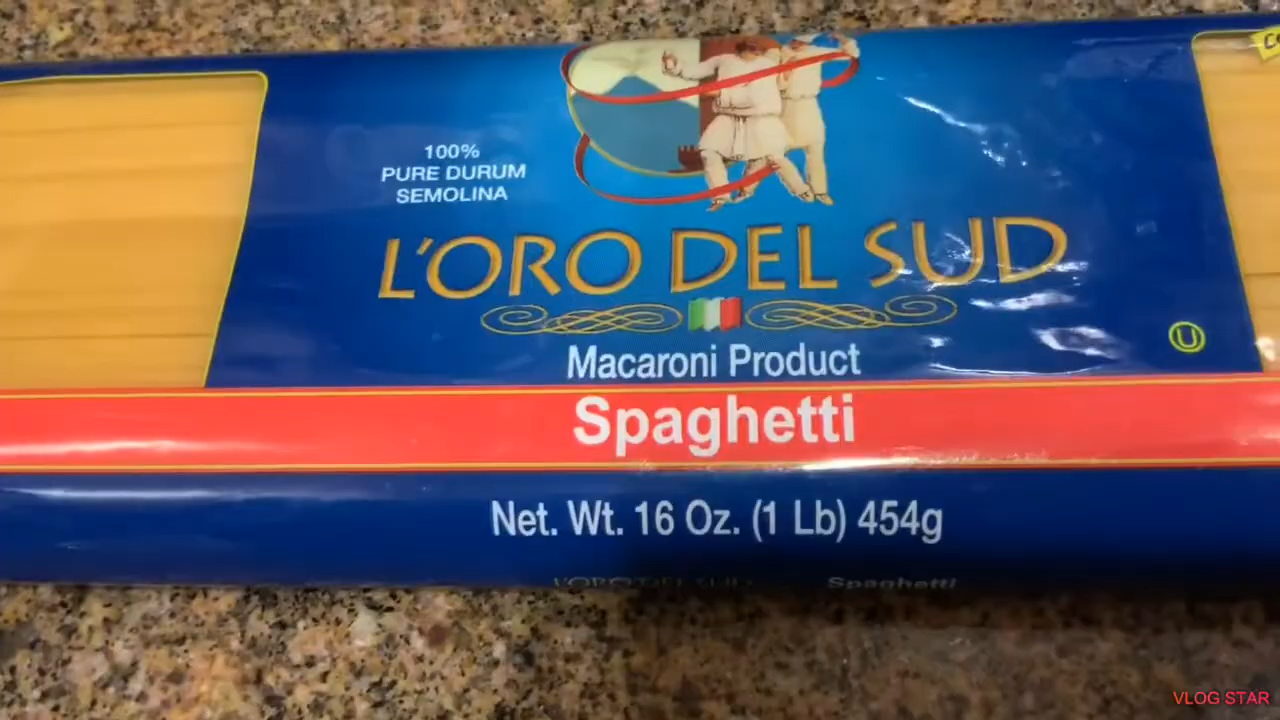 100%
PURE DURUM
SEMOLINA
L'ORO DEL SUD
Macaroni Product
Spaghetti
Net. Wt. 16 Oz. (1 Lb) 454g
L'ORO DEL SUD Spaghetti
U
VLOG STAR